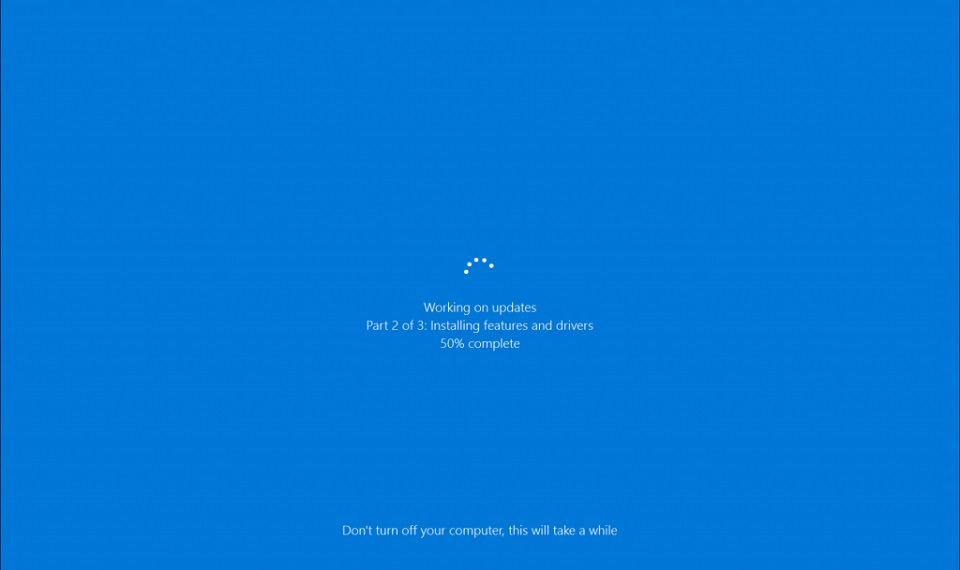 Working on updates
Part 2 of 3: Installing features and drivers
50% complete
Don't turn off your computer, this will take a while